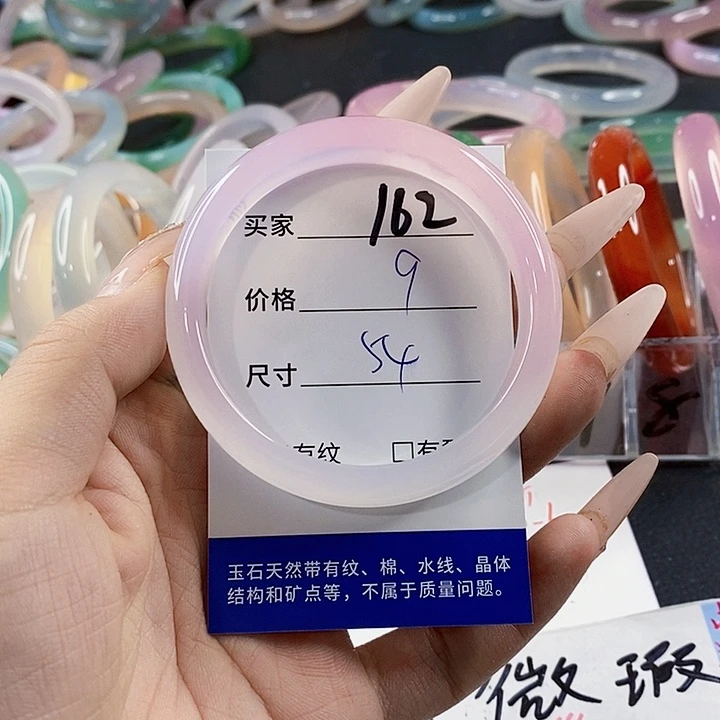 买家 162
价格 9
尺寸 54
有纹 口有
玉石天然带有纹、棉、水线、晶体
结构和矿点等，不属于质量问题。
微瑕